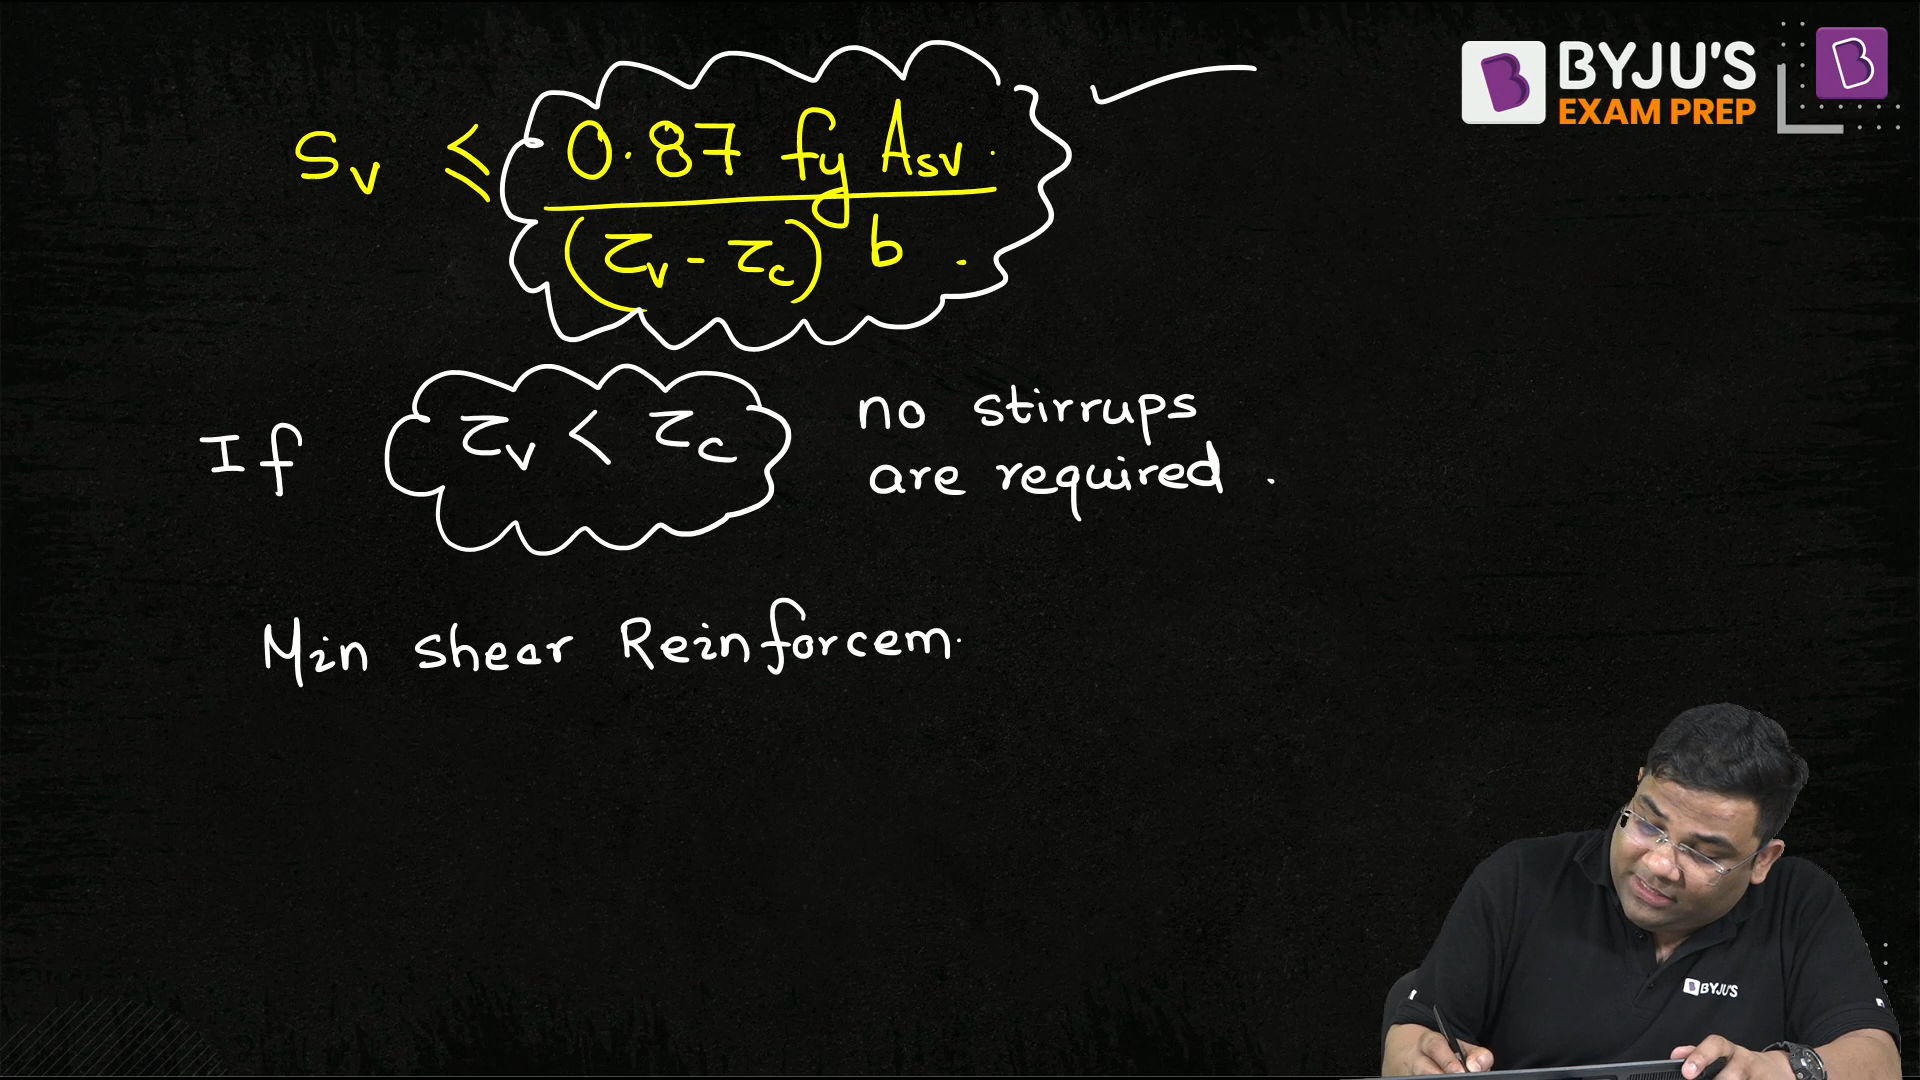 BYJU'S
EXAM PREP
Sv ≤ 0.87 fy Asv
(τv - τc) b
If τv < τc no stirrups
are required.
Min shear Reinforcem
BYJU'S